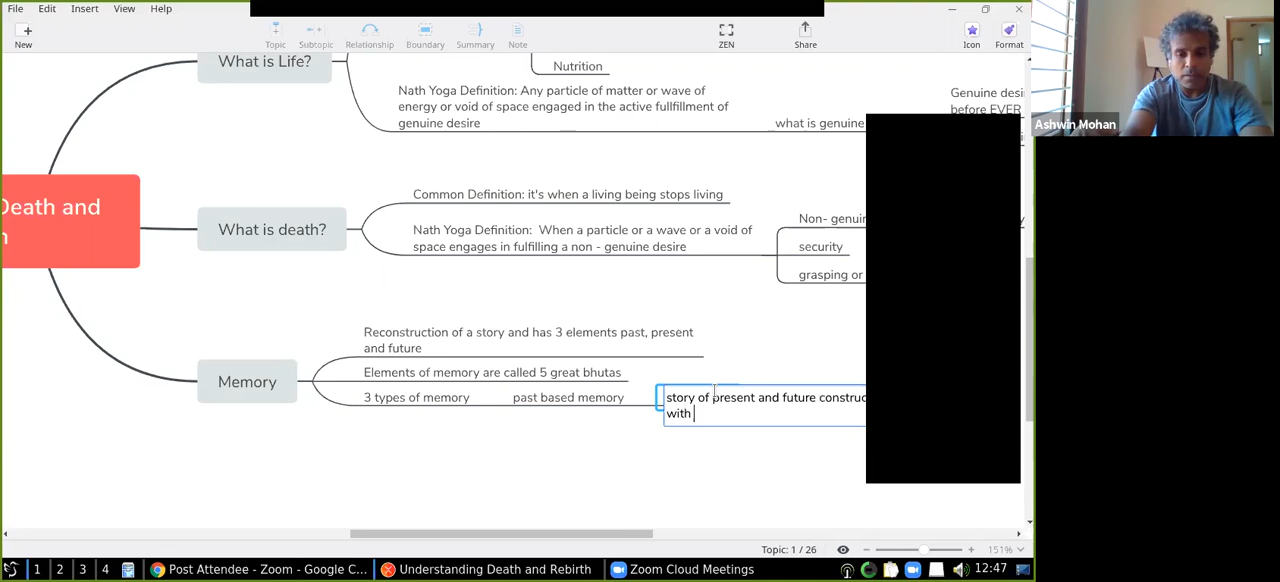 File Edit Insert View Help
New Topic Subtopic Relationship Boundary Summary Note ZEN Share Icon Format
What is Life?
Nutrition
Nath Yoga Definition: Any particle of matter or wave of
energy or void of space engaged in the active fullfillment of
genuine desire
what is genuine
Genuine
before EVER
Ashwin Mohan
Death and
What is death?
Common Definition: it's when a living being stops living
Nath Yoga Definition: When a particle or a wave or a void of
space engages in fulfilling a non - genuine desire
Non- genuin
security
grasping or
Memory
Reconstruction of a story and has 3 elements past, present
and future
Elements of memory are called 5 great bhutas
3 types of memory
past based memory
story of present and future construc
with
Topic: 1 / 26
151%
1 2 3 4 Post Attendee - Zoom - Google C... Understanding Death and Rebirth Zoom Cloud Meetings 12:47